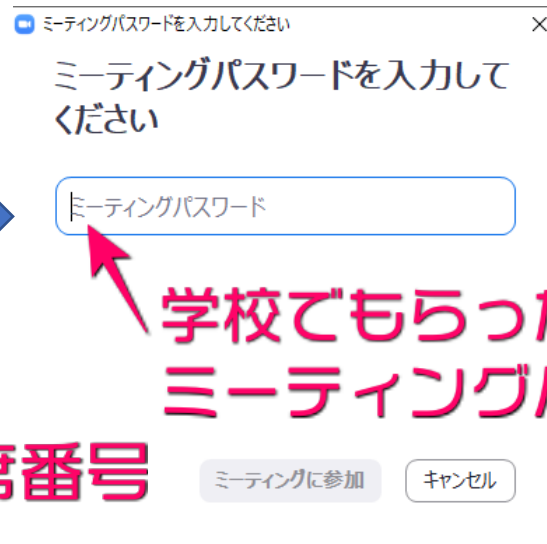 ミーティングパスワードを入力してください
ミーティングパスワードを入力して
ください
ミーティングパスワード
学校でもらった
ミーティング
席番号
ミーティングに参加
キャンセル